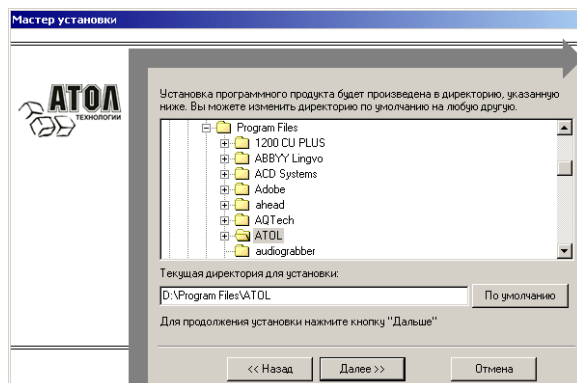 Мастер установки
АТОЛ
ТЕХНОЛОГИИ
Установка программного продукта будет произведена в директорию, указанную
ниже. Вы можете изменить директорию по умолчанию на любую другую.
Program Files
1200 CU PLUS
ABBYY Lingvo
ACD Systems
Adobe
ahead
AQTech
ATOL
audiograbber
Текущая директория для установки:
D:\Program Files\ATOL
По умолчанию
Для продолжения установки нажмите кнопку "Дальше"
<< Назад
Далее >>
Отмена